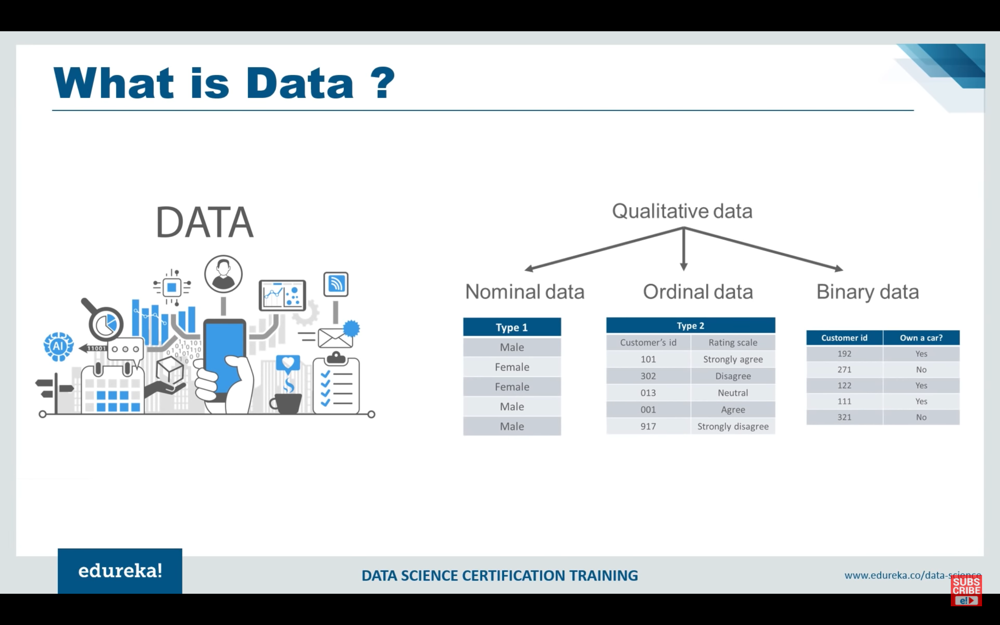 What is Data ?
DATA
AI
11001
Qualitative data
Nominal data
Ordinal data
Binary data
Type 1
Male
Female
Female
Male
Male
Type 2
Customer's id Rating scale
101 Strongly agree
302 Disagree
013 Neutral
001 Agree
917 Strongly disagree
Customer id Own a car?
192 Yes
271 No
122 Yes
111 Yes
321 No
edureka!
DATA SCIENCE CERTIFICATION TRAINING
www.edureka.co/data-science
SUBS
CRIBE
e!